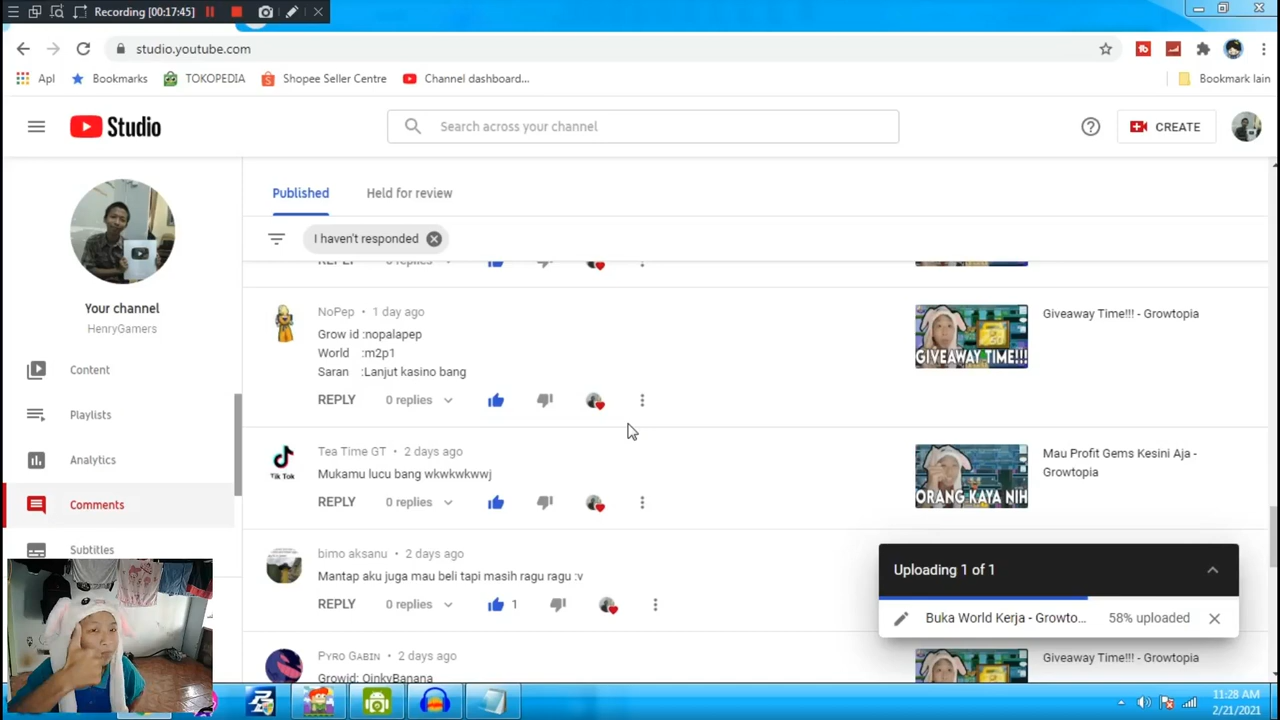 Recording [00:17:45]
studio.youtube.com
Apl
Bookmarks
TOKOPEDIA
Shopee Seller Centre
Channel dashboard...
Bookmark lain
Studio
Search across your channel
CREATE
Your channel
HenryGamers
Content
Playlists
Analytics
Comments
Subtitles
Published
Held for review
I haven't responded
REPLY
0 replies
NoPep • 1 day ago
Grow id :nopalapep
World :m2p1
Saran :Lanjut kasino bang
REPLY
0 replies
GIVEAWAY TIME!!!
Giveaway Time!!! - Growtopia
Tik Tok
Tea Time GT • 2 days ago
Mukamu lucu bang wkwkwkwwj
REPLY
0 replies
ORANG KAYA NIH
Mau Profit Gems Kesini Aja -
Growtopia
bimo aksanu • 2 days ago
Mantap aku juga mau beli tapi masih ragu ragu :v
REPLY
0 replies
1
Pyro Gabin • 2 days ago
Growid: OinkyBanana
Giveaway Time!!! - Growtopia
Uploading 1 of 1
Buka World Kerja - Growto...
58% uploaded
11:28 AM
2/21/2021